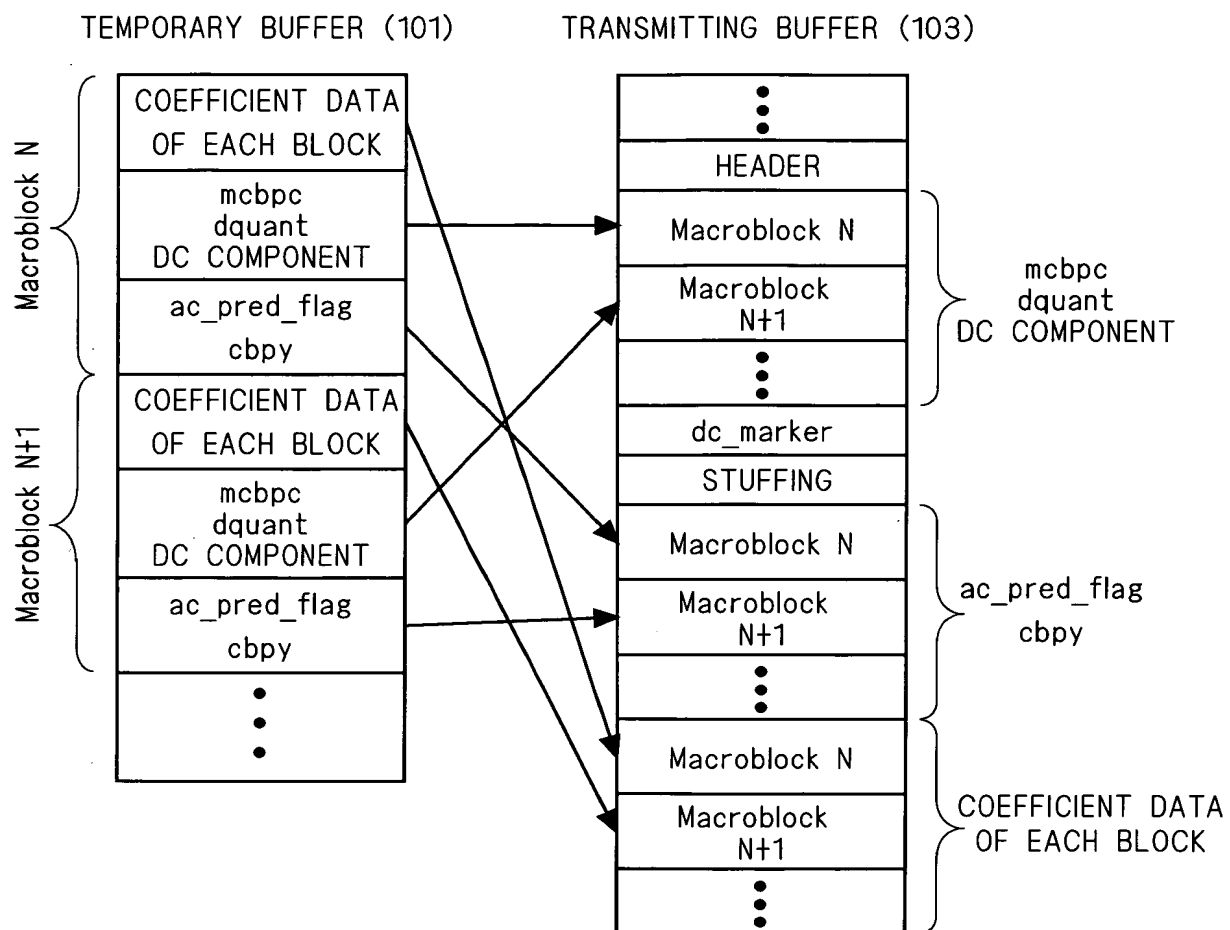 TEMPORARY BUFFER (101)
Macroblock N
COEFFICIENT DATA
OF EACH BLOCK
mcbpc
dquant
DC COMPONENT
ac_pred_flag
cbpy
Macroblock N+1
COEFFICIENT DATA
OF EACH BLOCK
mcbpc
dquant
DC COMPONENT
ac_pred_flag
cbpy
TRANSMITTING BUFFER (103)
HEADER
Macroblock N
Macroblock
N+1
mcbpc
dquant
DC COMPONENT
dc_marker
STUFFING
Macroblock N
Macroblock
N+1
ac_pred_flag
cbpy
Macroblock N
Macroblock
N+1
COEFFICIENT DATA
OF EACH BLOCK